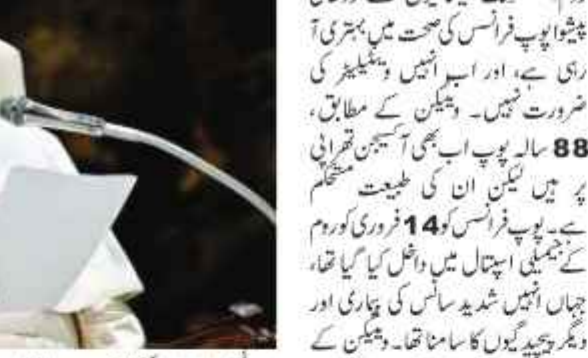 پیشوا پوپ فرانسس کی صحت میں بہتری آ
رہی ہے، اور اب انہیں وینٹیلیٹر کی
ضرورت نہیں۔ ویٹیکن کے مطابق،
88 سالہ پوپ اب بھی آکسیجن تھراپی
پر ہیں لیکن ان کی طبیعت مستحکم
ہے۔ پوپ فرانسس کو 14 فروری کو روم
کے جیمیلی اسپتال میں داخل کیا گیا تھا،
جہاں انہیں شدید سانس کی بیماری اور
دیگر پیچیدگیوں کا سامنا تھا۔ ویٹیکن کے